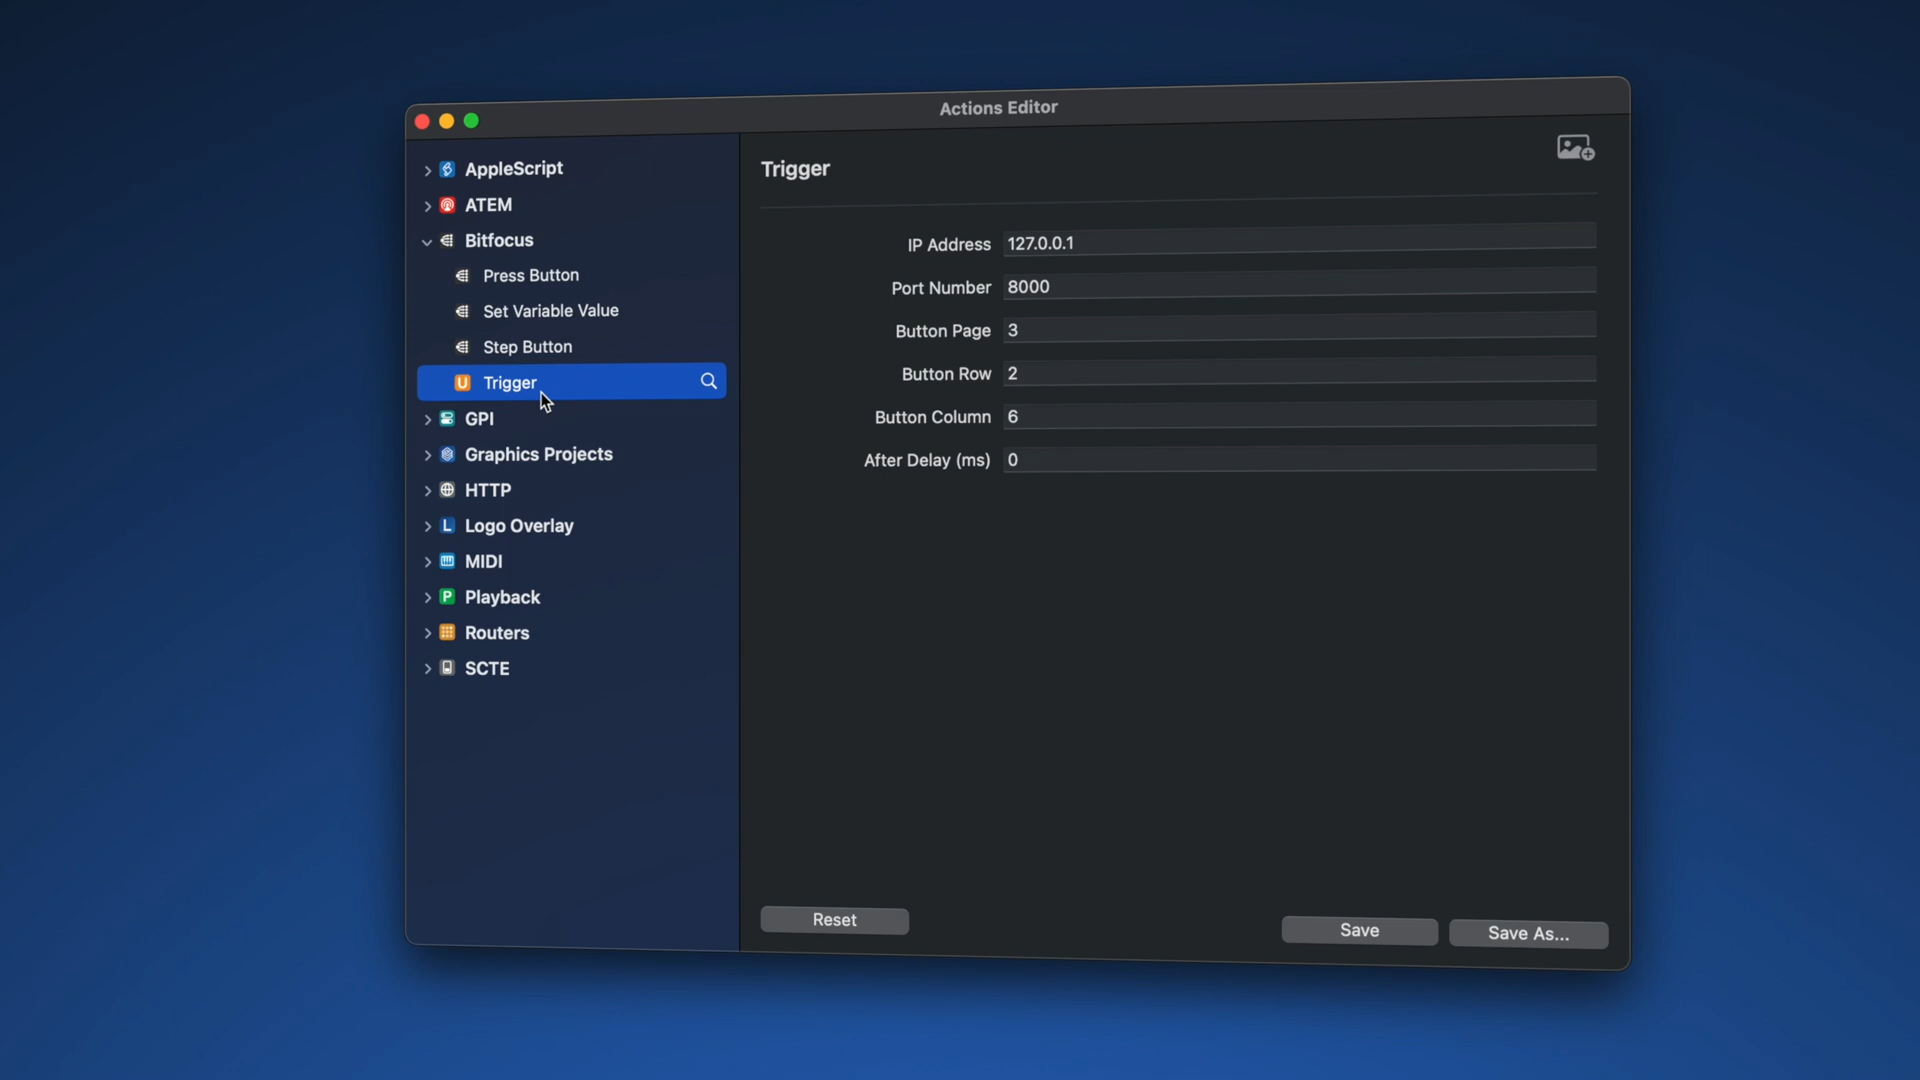 Actions Editor
AppleScript
ATEM
Bitfocus
Press Button
Set Variable Value
Step Button
U Trigger
GPI
Graphics Projects
HTTP
L Logo Overlay
MIDI
P Playback
Routers
SCTE
Trigger
IP Address 127.0.0.1
Port Number 8000
Button Page 3
Button Row 2
Button Column 6
After Delay (ms) 0
Reset
Save
Save As...